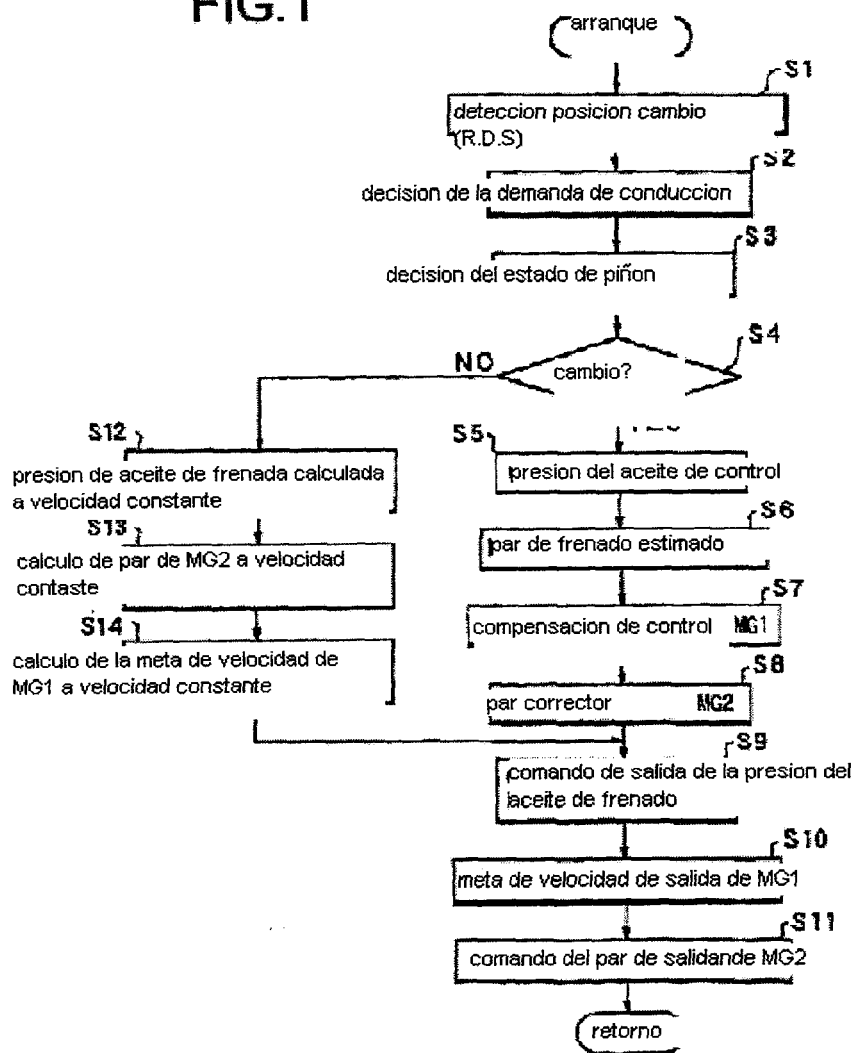 FIG.1
arranque
S1
deteccion posicion cambio
(R.D.S)
S2
decision de la demanda de conduccion
S3
decision del estado de piñon
S4
cambio?
NO
S12
presion de aceite de frenada calculada
a velocidad constante
S13
calculo de par de MG2 a velocidad
contaste
S14
calculo de la meta de velocidad de
MG1 a velocidad constante
S5
presion del aceite de control
S6
par de frenado estimado
S7
compensacion de control MG1
S8
par corrector MG2
S9
comando de salida de la presion del
aceite de frenado
S10
meta de velocidad de salida de MG1
S11
comando del par de salidande MG2
retorno